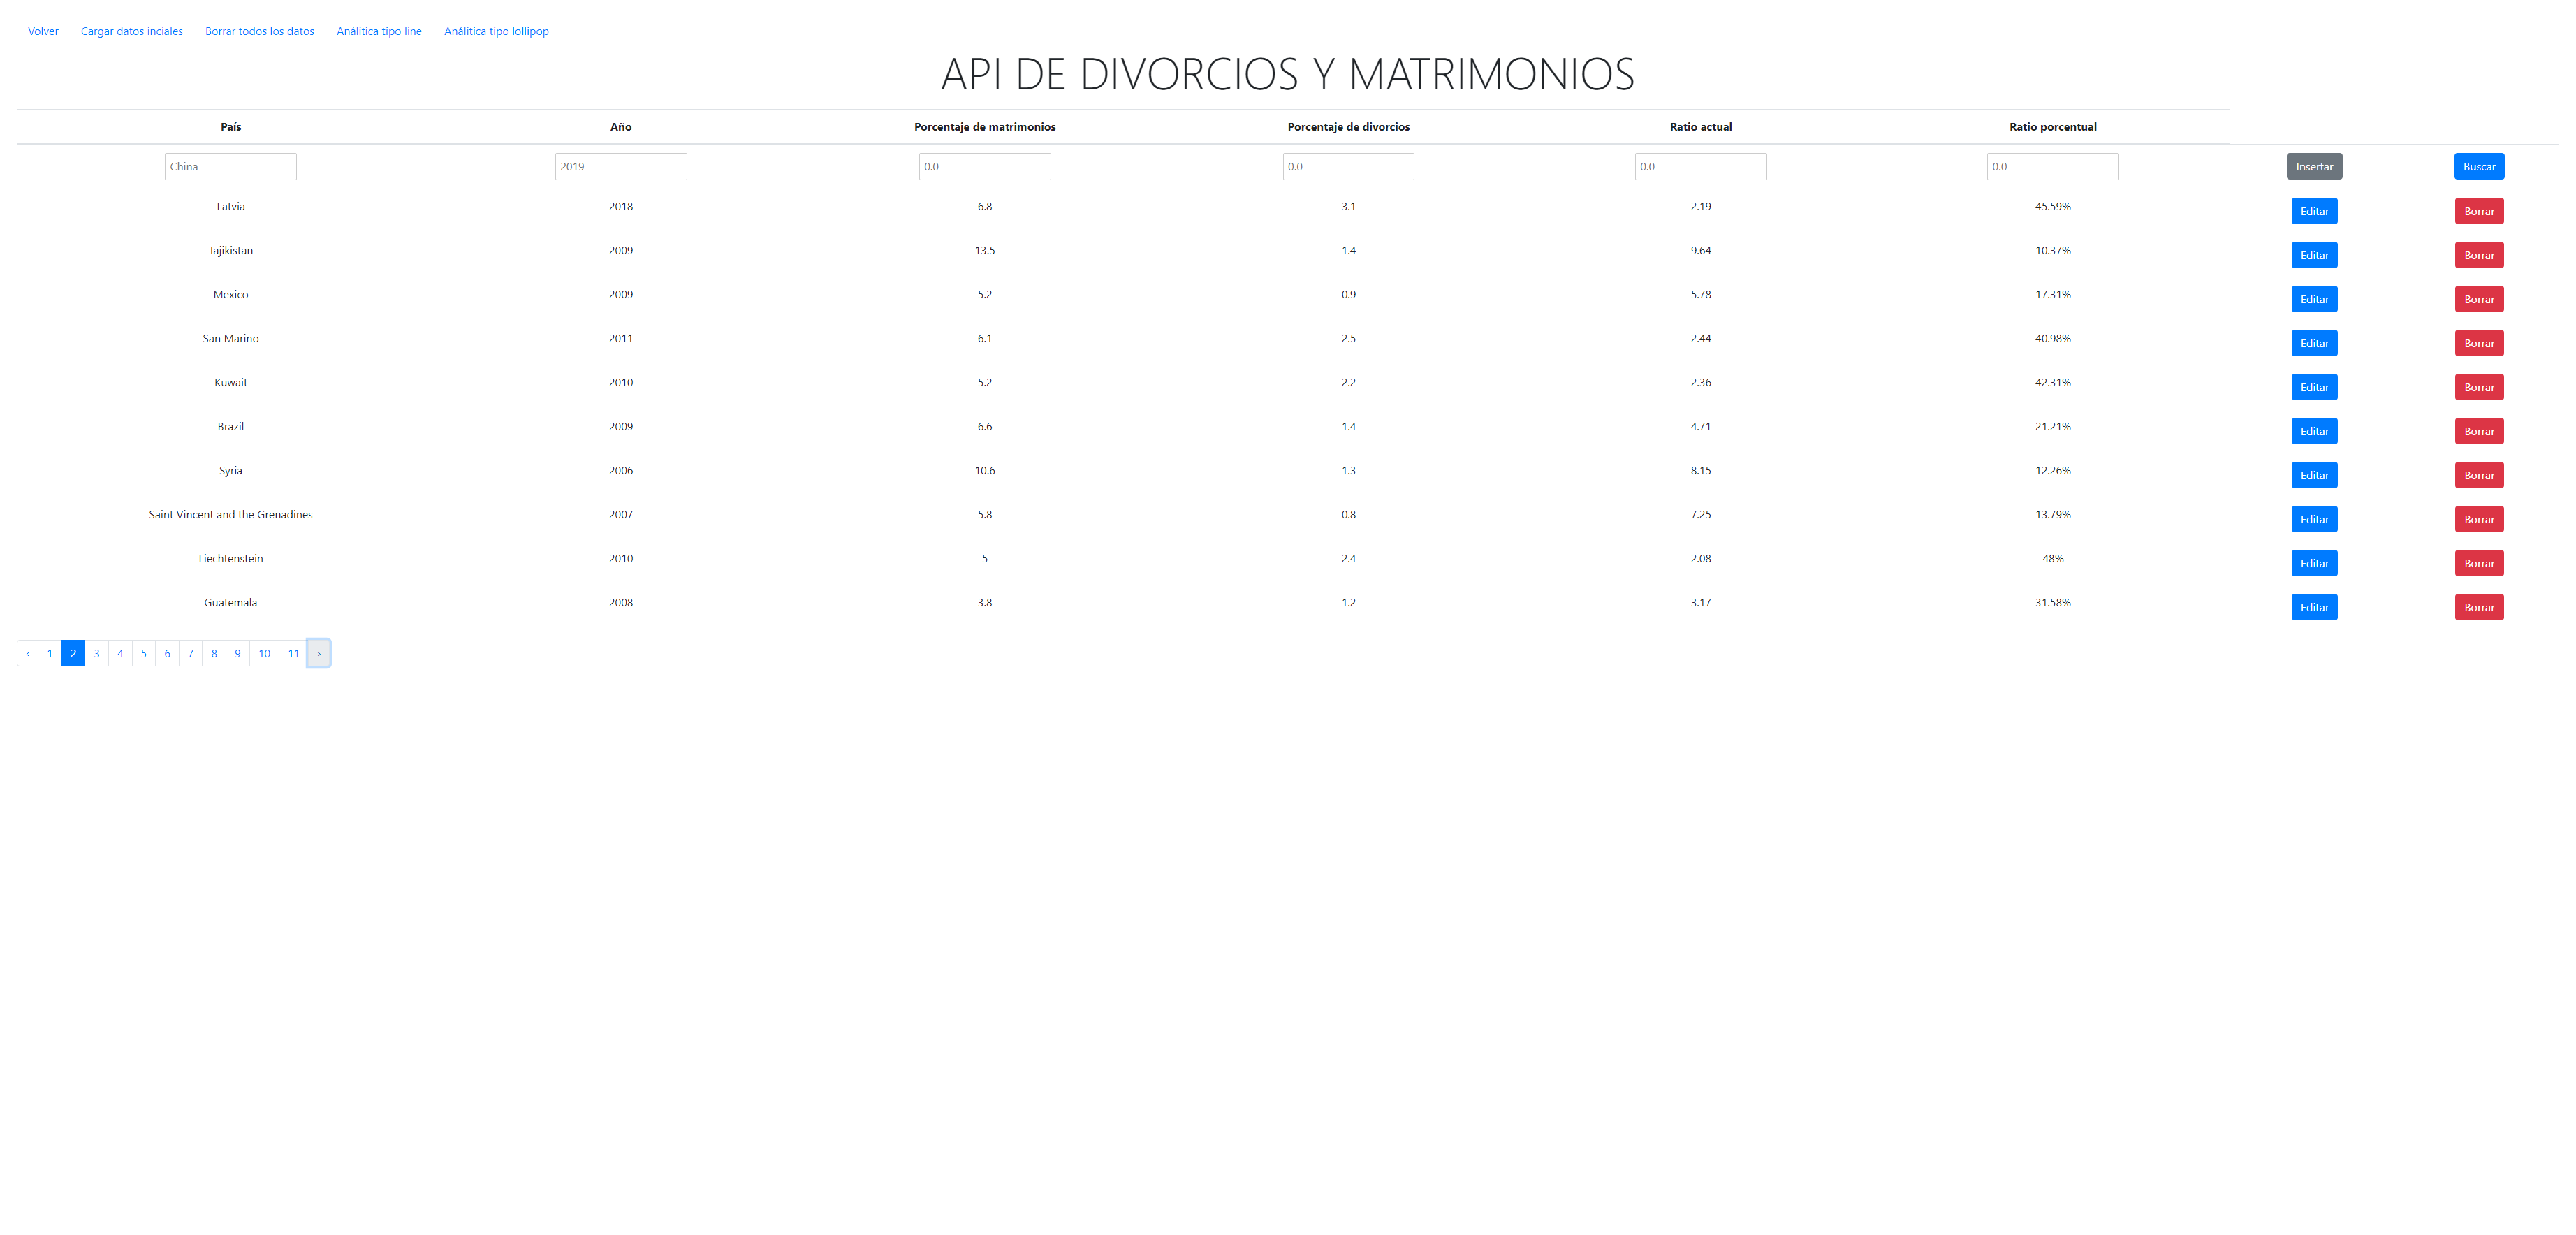 Volver Cargar datos inciales Borrar todos los datos Análitica tipo line Análitica tipo lollipop
API DE DIVORCIOS Y MATRIMONIOS
País Año Porcentaje de matrimonios Porcentaje de divorcios Ratio actual Ratio porcentual
China 2019 0.0 0.0 0.0 0.0 Insertar Buscar
Latvia 2018 6.8 3.1 2.19 45.59% Editar Borrar
Tajikistan 2009 13.5 1.4 9.64 10.37% Editar Borrar
Mexico 2009 5.2 0.9 5.78 17.31% Editar Borrar
San Marino 2011 6.1 2.5 2.44 40.98% Editar Borrar
Kuwait 2010 5.2 2.2 2.36 42.31% Editar Borrar
Brazil 2009 6.6 1.4 4.71 21.21% Editar Borrar
Syria 2006 10.6 1.3 8.15 12.26% Editar Borrar
Saint Vincent and the Grenadines 2007 5.8 0.8 7.25 13.79% Editar Borrar
Liechtenstein 2010 5 2.4 2.08 48% Editar Borrar
Guatemala 2008 3.8 1.2 3.17 31.58% Editar Borrar
‹ 1 2 3 4 5 6 7 8 9 10 11 ›